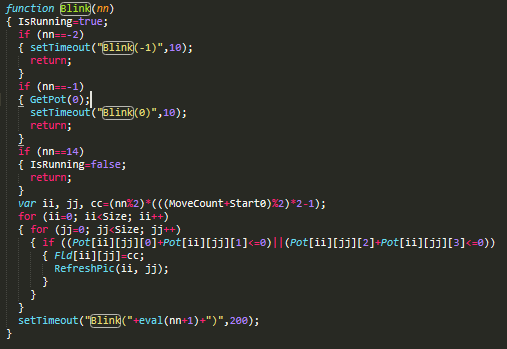 function Blink(nn)
{ IsRunning=true;
if (nn==-2)
{ setTimeout("Blink(-1)",10);
return;
}
if (nn==-1)
{ GetPot(0);
setTimeout("Blink(0)",10);
return;
}
if (nn==14)
{ IsRunning=false;
return;
}
var ii, jj, cc=(nn%2)*(((MoveCount+Start0)%2)*2-1);
for (ii=0; ii<Size; ii++)
{ for (jj=0; jj<Size; jj++)
{ if ((Pot[ii][jj][0]+Pot[ii][jj][1]<=0)||(Pot[ii][jj][2]+Pot[ii][jj][3]<=0))
{ Fld[ii][jj]=cc;
RefreshPic(ii, jj);
}
}
}
setTimeout("Blink("+eval(nn+1)+")",200);
}